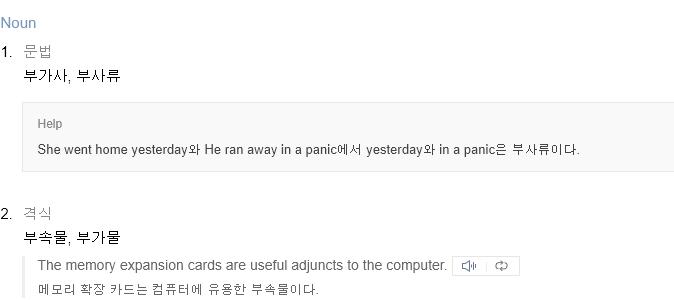 Noun
1. 문법
부가사, 부사류
Help
She went home yesterday와 He ran away in a panic에서 yesterday와 in a panic은 부사류이다.
2. 격식
부속물, 부가물
The memory expansion cards are useful adjuncts to the computer.
메모리 확장 카드는 컴퓨터에 유용한 부속물이다.